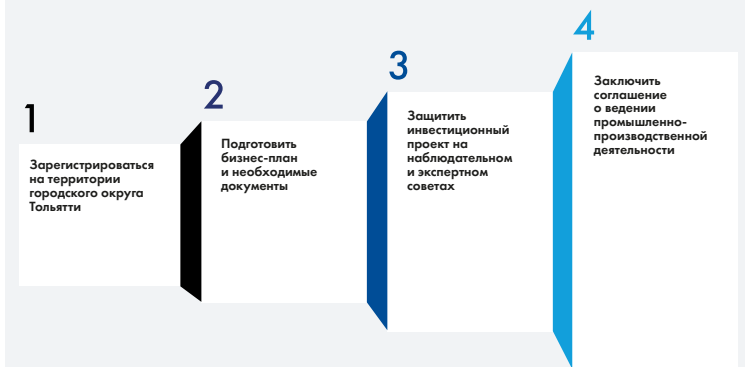 1
Зарегистрироваться
на территории
городского округа
Тольятти
2
Подготовить
бизнес-план
и необходимые
документы
3
Защитить
инвестиционный
проект на
наблюдательном
и экспертном
советах
4
Заключить
соглашение
о ведении
промышленно-
производственной
деятельности